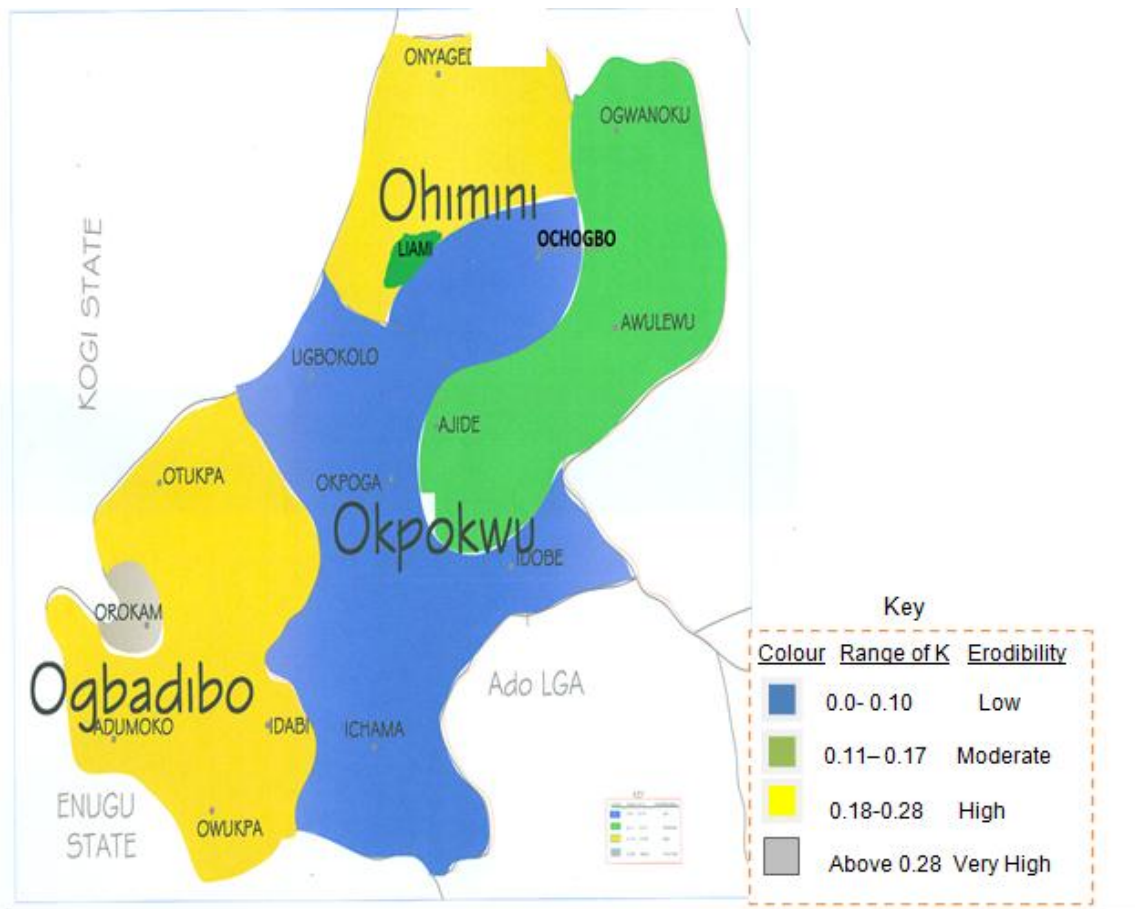 ONYAGED
OGWANOKU
Ohimini
LIAMI
OCHOGBO
KOGI STATE
AWULEWU
UGBOKOLO
AJIDE
OTUKPA
OKPOGA
Okpokwu
IDOBE
OROKAM
Ogbadibo
Ado LGA
ADUMOKO
IDABI
ICHAMA
ENUGU
STATE
OWUKPA
KEY
Key
Colour Range of K Erodibility
0.0- 0.10 Low
0.11– 0.17 Moderate
0.18-0.28 High
Above 0.28 Very High